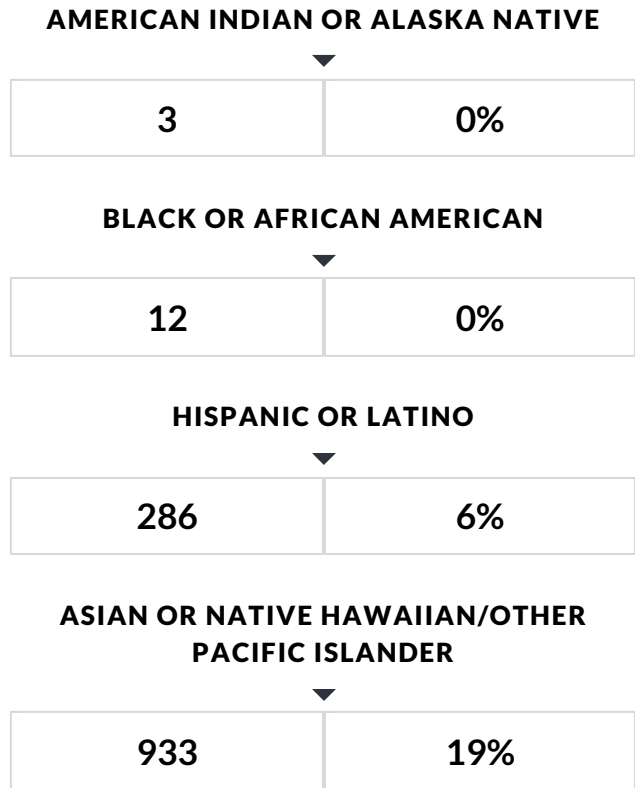 AMERICAN INDIAN OR ALASKA NATIVE
3 0%
BLACK OR AFRICAN AMERICAN
12 0%
HISPANIC OR LATINO
286 6%
ASIAN OR NATIVE HAWAIIAN/OTHER
PACIFIC ISLANDER
933 19%